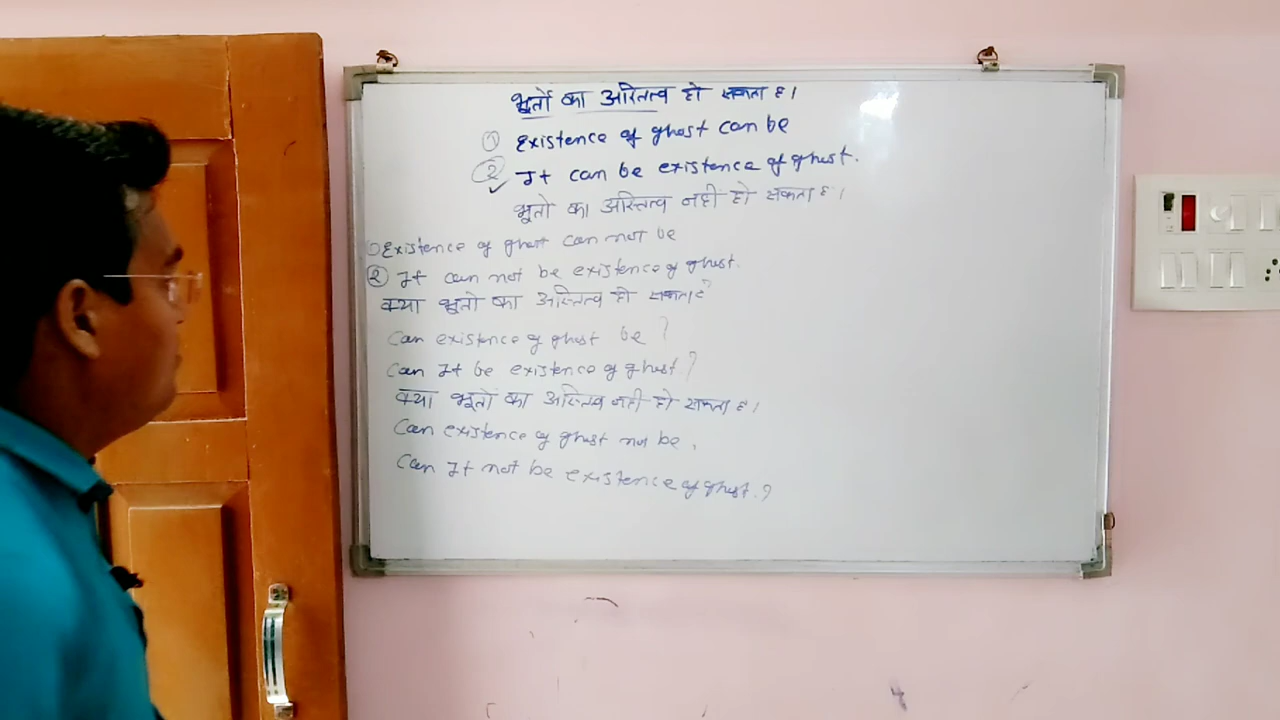 भूतों का अस्तित्व हो सकता है।
① Existence of ghost can be
② It can be existence of ghost.
भूतो का अस्तित्व नहीं हो सकता है।
① Existence of ghost can not be
② It can not be existence of ghost.
क्या भूतो का अस्तित्व हो सकता है?
Can existence of ghost be ?
Can It be existence of ghost ?
क्या भूतों का अस्तित्व नही हो सकता है।
Can existence of ghost not be .
Can It not be existence of ghost. ?